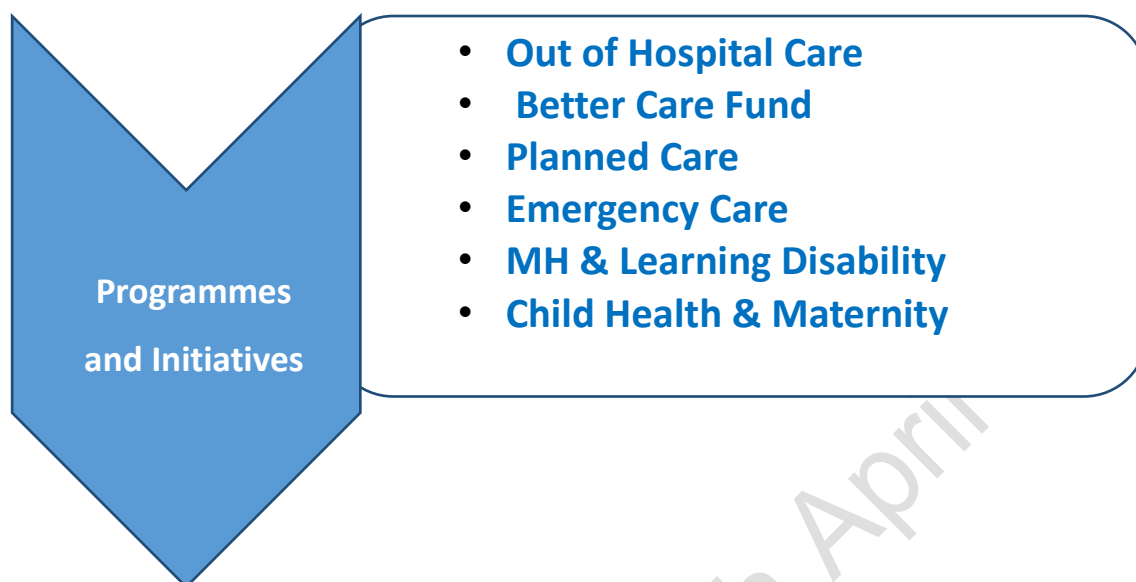 • Out of Hospital Care
• Better Care Fund
• Planned Care
• Emergency Care
• MH & Learning Disability
• Child Health & Maternity
Programmes
and Initiatives
April